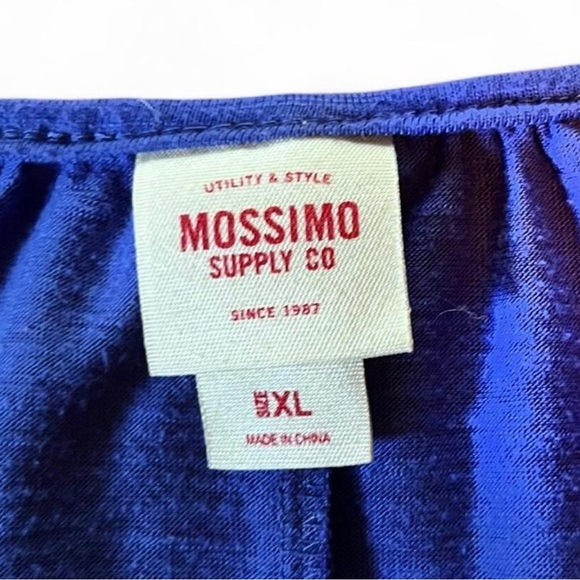 UTILITY & STYLE
MOSSIMO
SUPPLY CO
SINCE 1987
SIZE XL
MADE IN CHINA